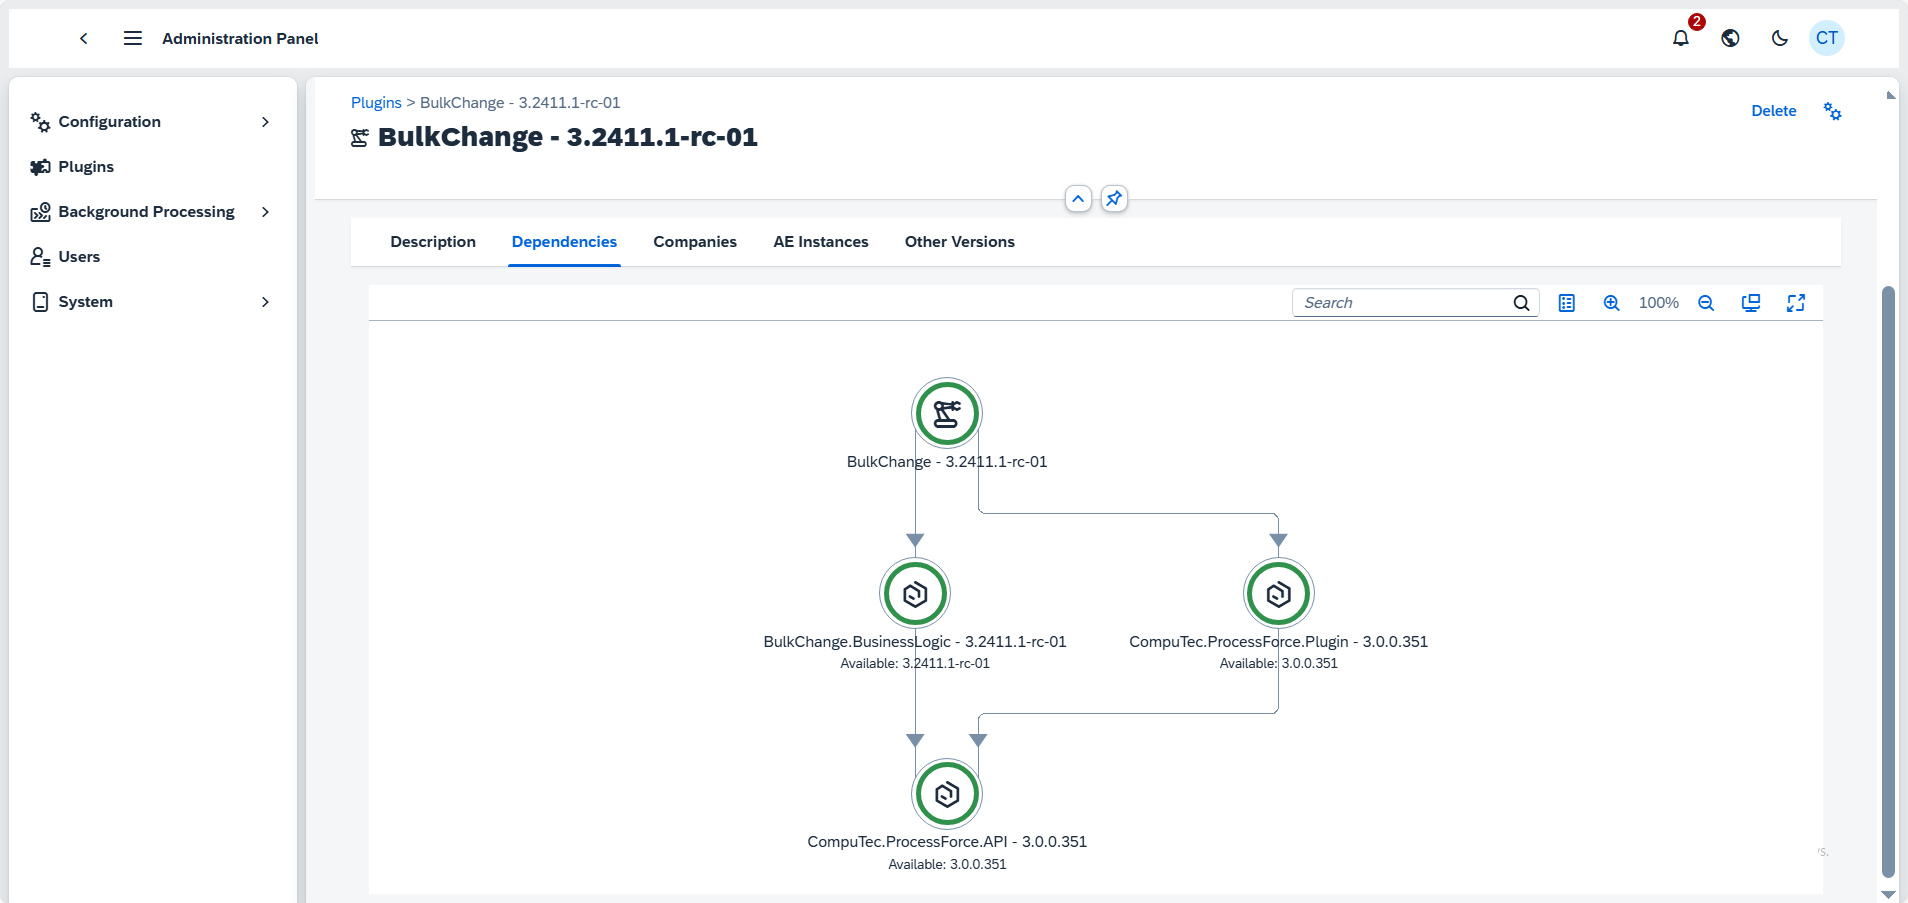 Administration Panel
2
CT
Configuration
Plugins
Background Processing
Users
System
Plugins > BulkChange - 3.2411.1-rc-01
BulkChange - 3.2411.1-rc-01
Delete
Description
Dependencies
Companies
AE Instances
Other Versions
Search
100%
BulkChange - 3.2411.1-rc-01
BulkChange.BusinessLogic - 3.2411.1-rc-01
Available: 3.2411.1-rc-01
CompuTec.ProcessForce.Plugin - 3.0.0.351
Available: 3.0.0.351
CompuTec.ProcessForce.API - 3.0.0.351
Available: 3.0.0.351